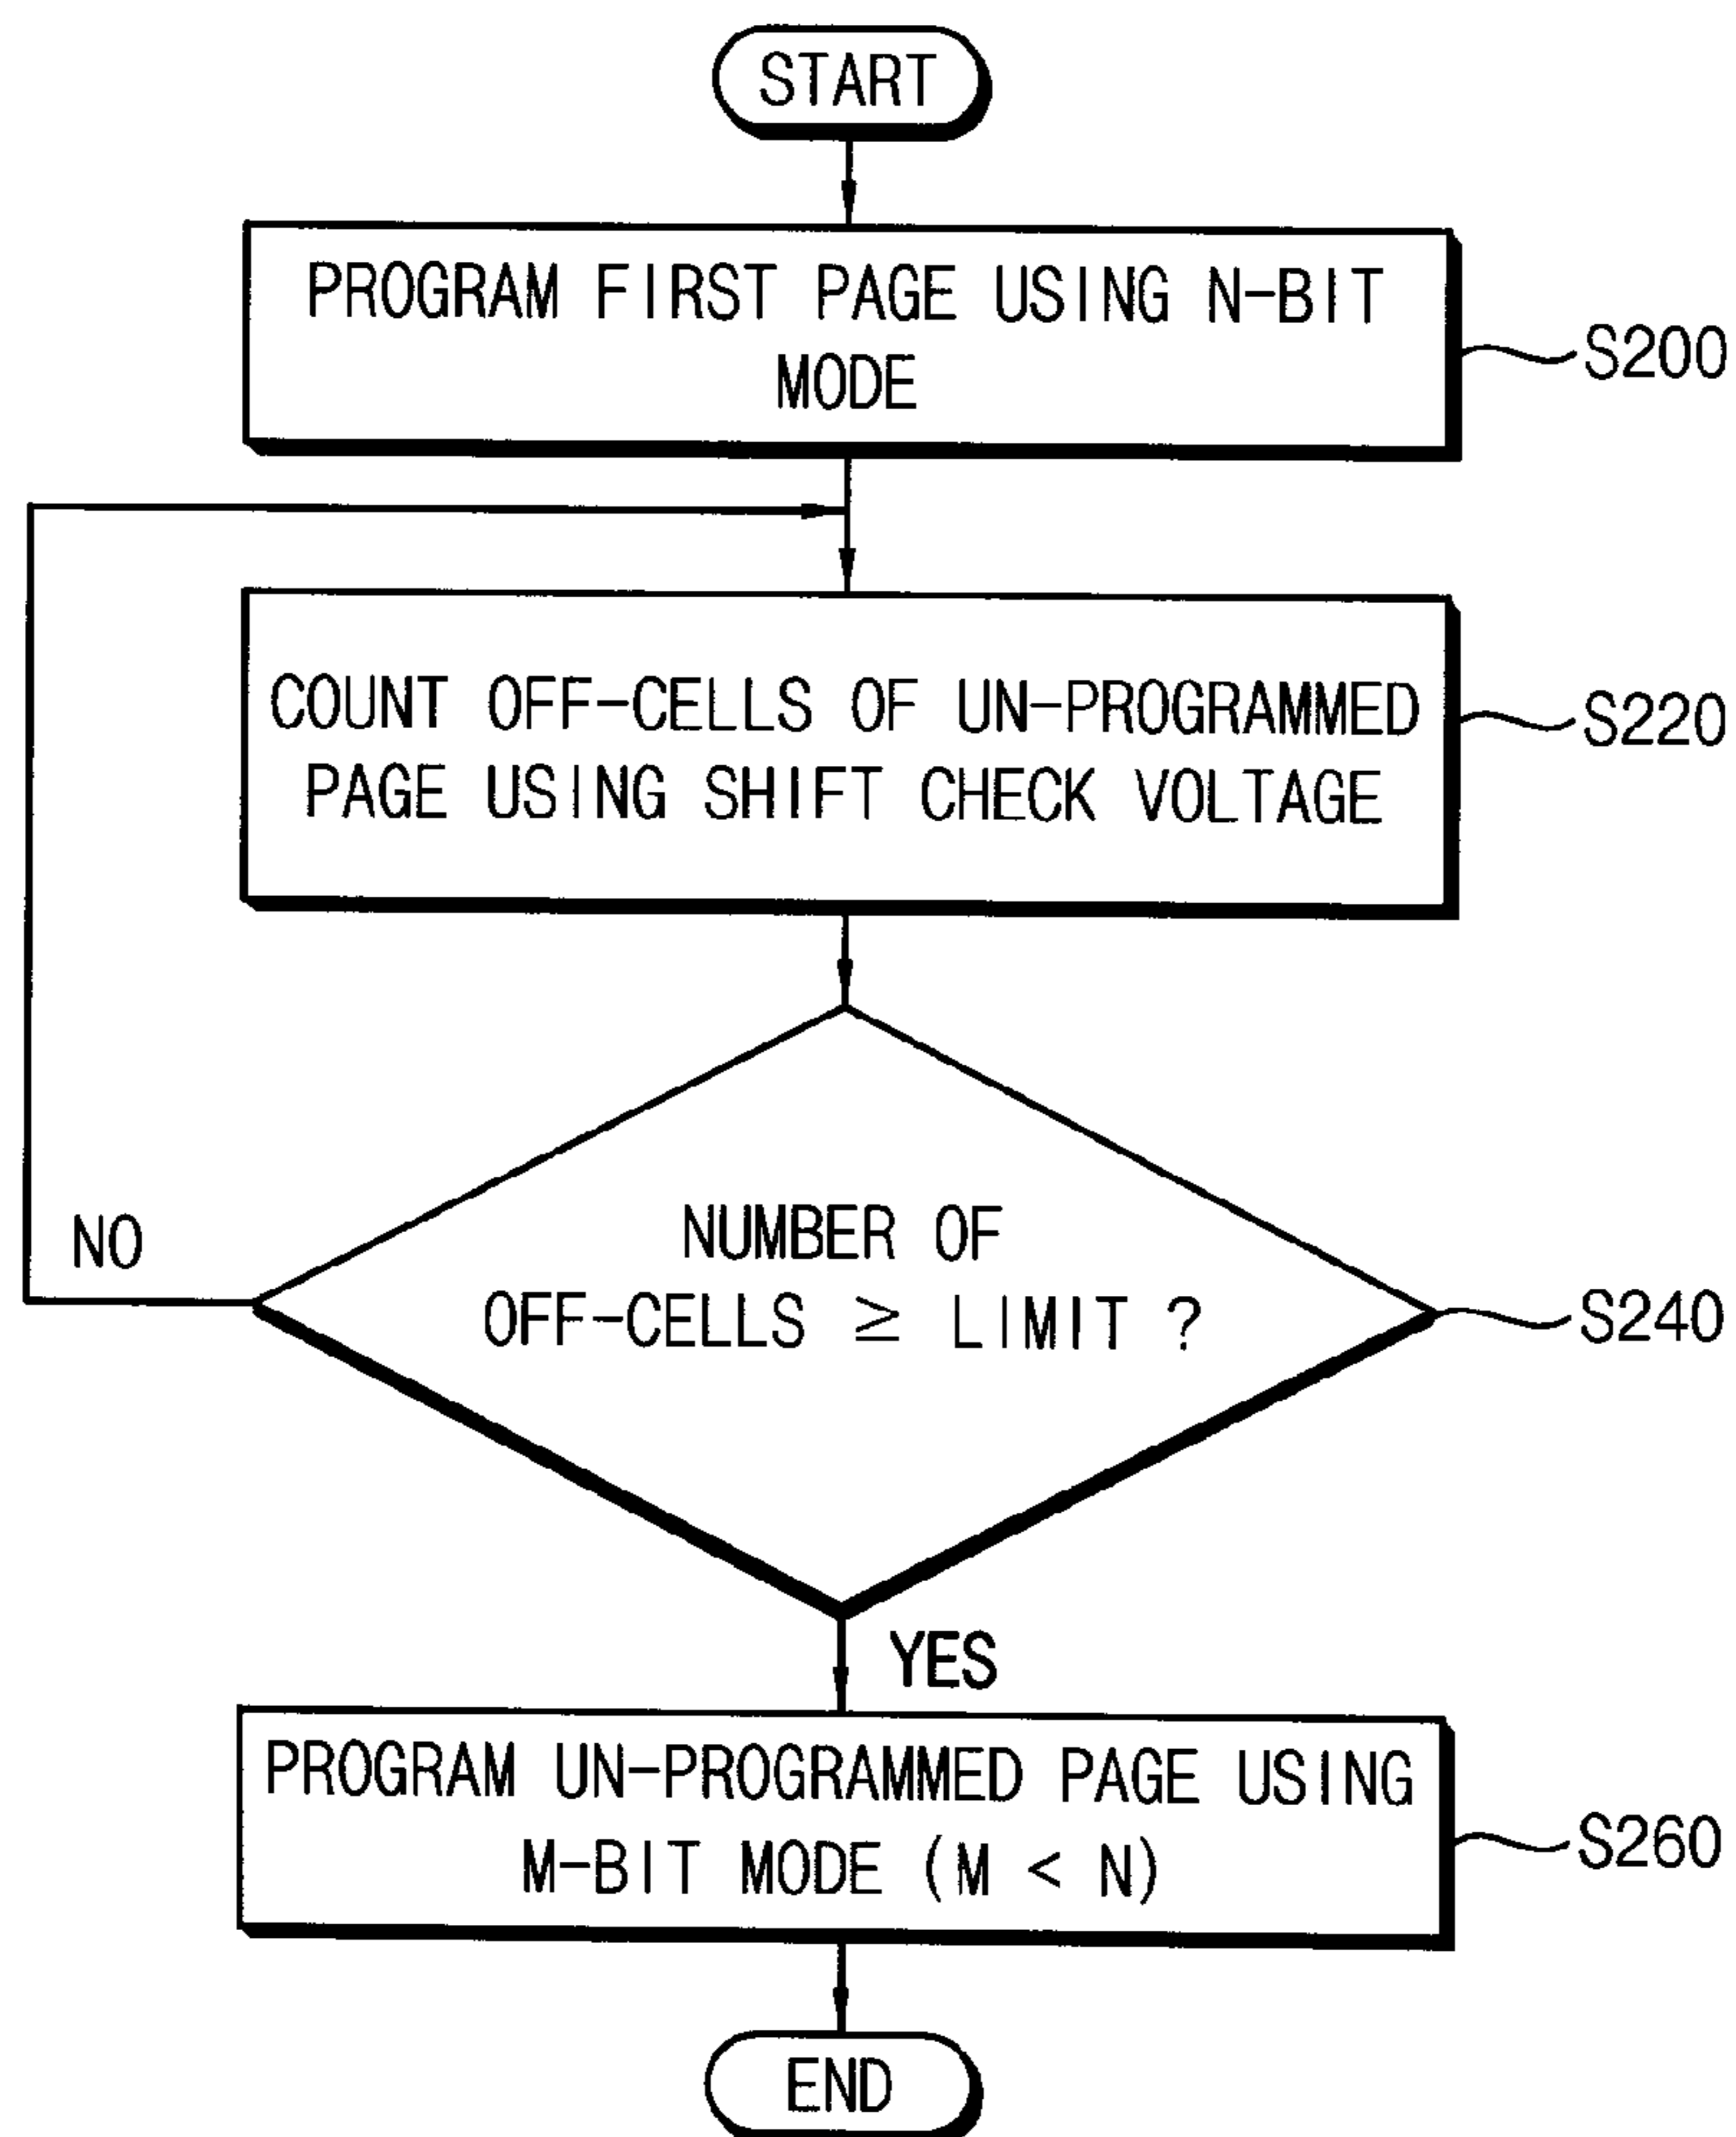 START
PROGRAM FIRST PAGE USING N-BIT
MODE
S200
COUNT OFF-CELLS OF UN-PROGRAMMED
PAGE USING SHIFT CHECK VOLTAGE
S220
NUMBER OF
OFF-CELLS ≥ LIMIT ?
NO
S240
YES
PROGRAM UN-PROGRAMMED PAGE USING
M-BIT MODE (M < N)
S260
END